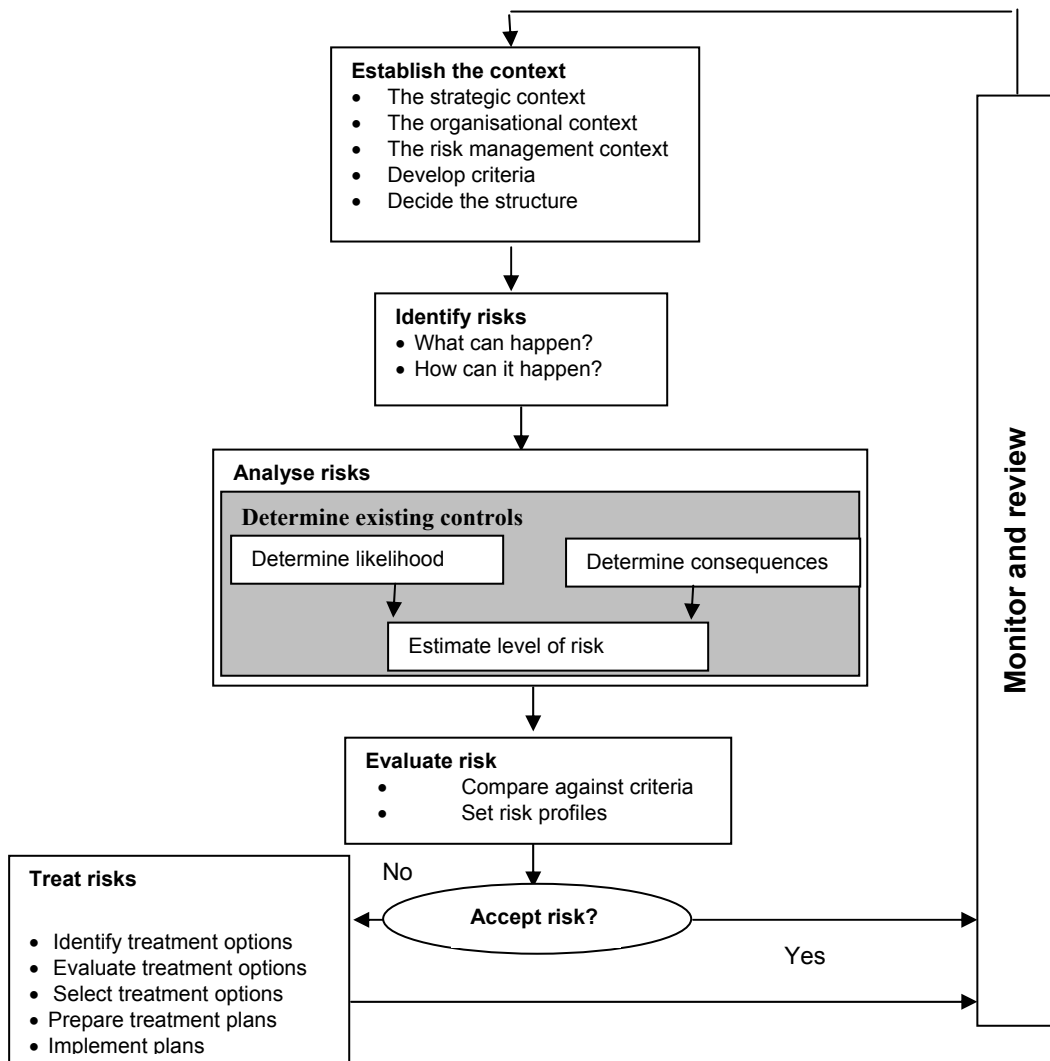 Establish the context
• The strategic context
• The organisational context
• The risk management context
• Develop criteria
• Decide the structure
Identify risks
• What can happen?
• How can it happen?
Analyse risks
Determine existing controls
Determine likelihood
Determine consequences
Estimate level of risk
Evaluate risk
• Compare against criteria
• Set risk profiles
No
Accept risk?
Yes
Treat risks
• Identify treatment options
• Evaluate treatment options
• Select treatment options
• Prepare treatment plans
• Implement plans
Monitor and review